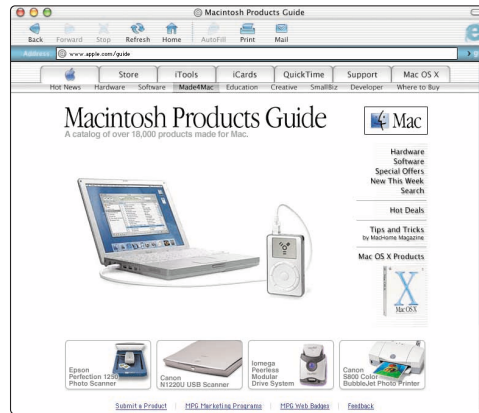 Macintosh Products Guide
Back Forward Stop Refresh Home AutoFill Print Mail
Address www.apple.com/guide
Store iTools iCards QuickTime Support Mac OS X
Hot News Hardware Software Made4Mac Education Creative SmallBiz Developer Where to Buy
Macintosh Products Guide
A catalog of over 18,000 products made for Mac.
Mac
Hardware
Software
Special Offers
New This Week
Search
Hot Deals
Tips and Tricks
by MacHome Magazine
Mac OS X Products
X
Mac OS X
Epson
Perfection 1250
Photo Scanner
Canon
N1220U USB Scanner
Iomega
Peerless
Modular
Drive System
Canon
S800 Color
BubbleJet Photo Printer
Submit a Product MPG Marketing Programs MPG Web Badges Feedback